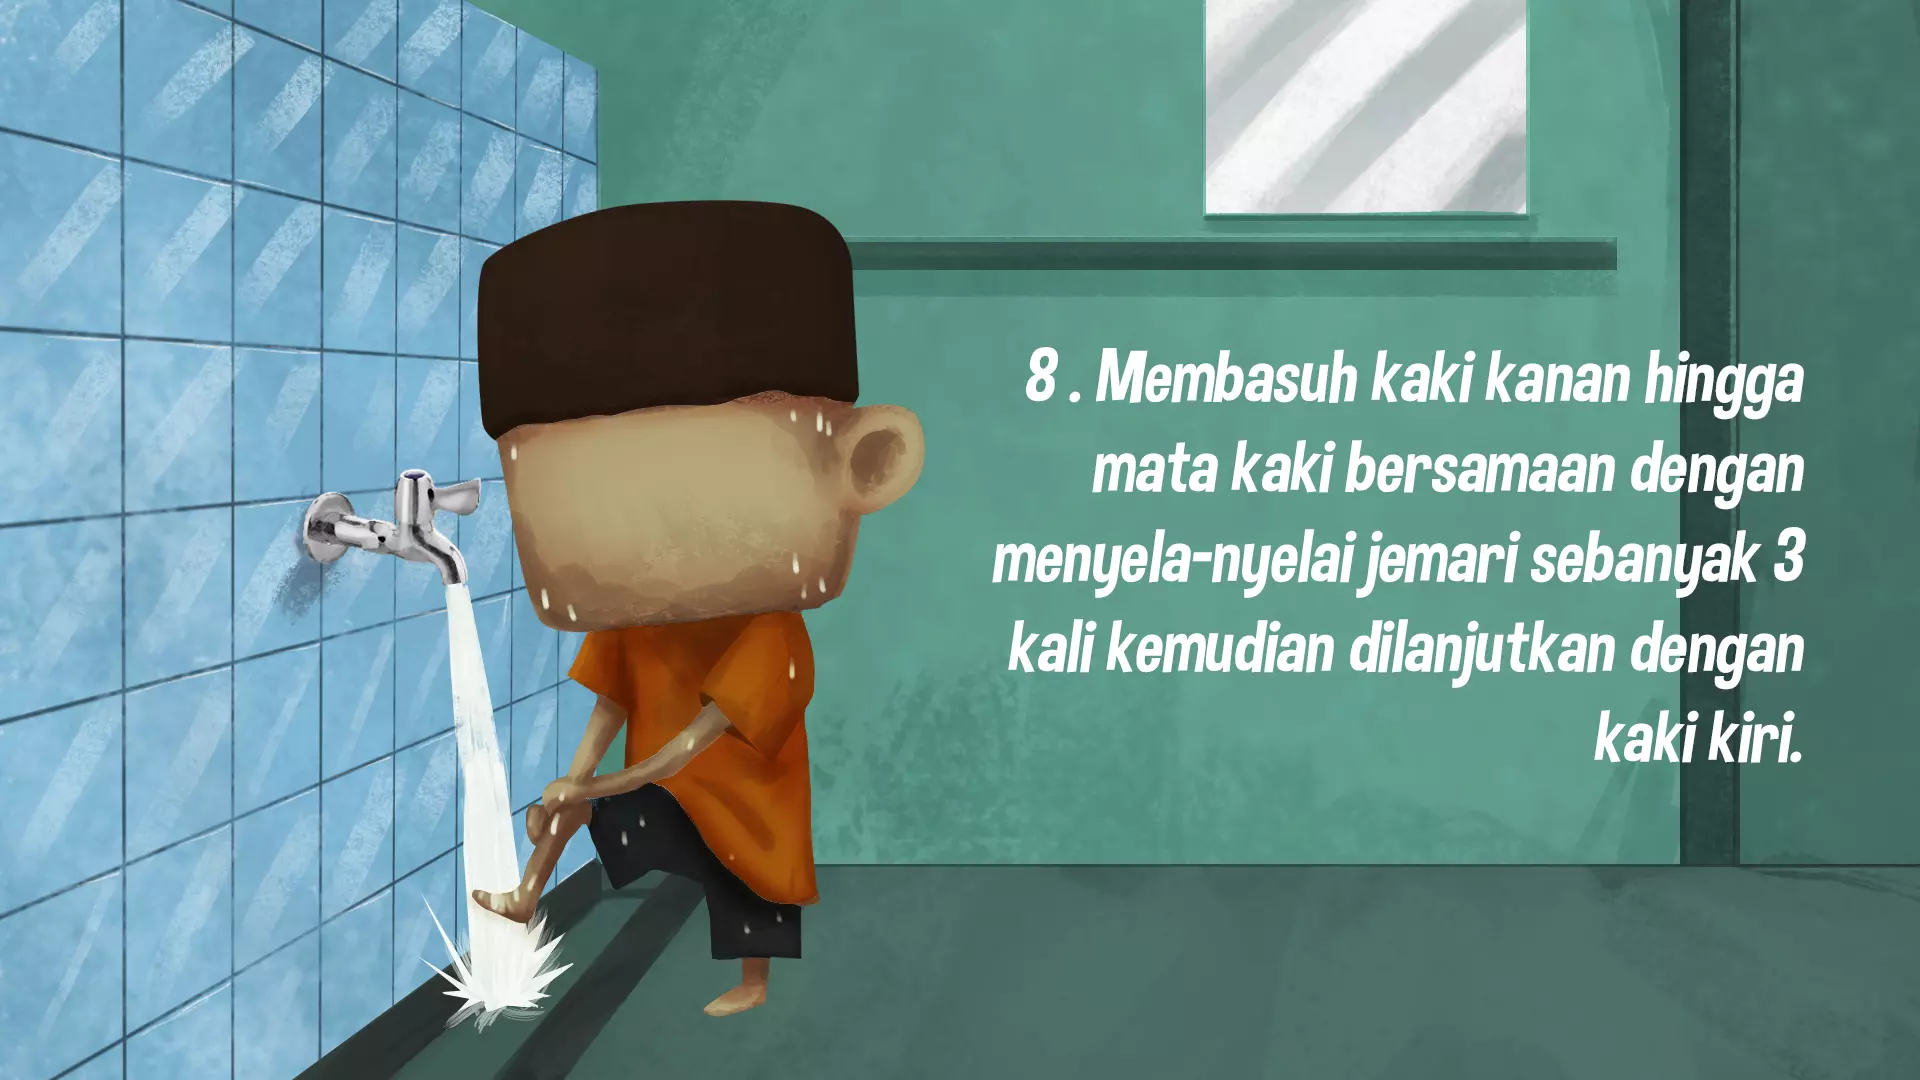 8 . Membasuh kaki kanan hingga
mata kaki bersamaan dengan
menyela-nyelai jemari sebanyak 3
kali kemudian dilanjutkan dengan
kaki kiri.